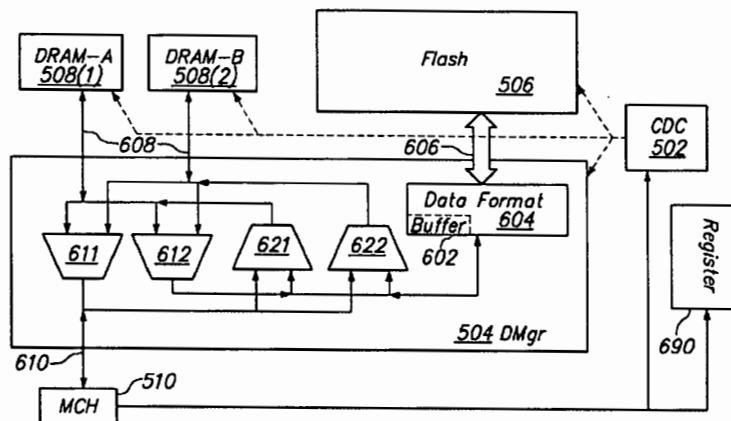 DRAM-A
508(1)
DRAM-B
508(2)
Flash
506
CDC
502
608
606
Data Format
604
Buffer
602
611
612
621
622
Register
690
504 DMgr
610
510
MCH